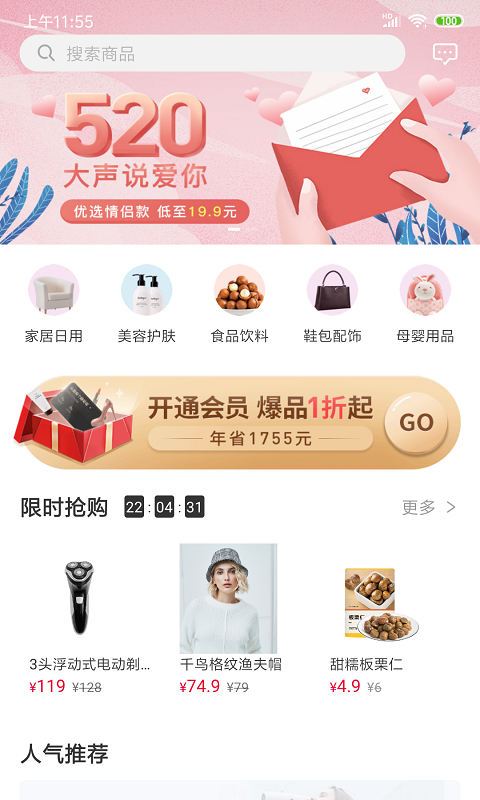 上午11:55
HD
100
搜索商品
520
大声说爱你
优选情侣款 低至19.9元
家居日用
美容护肤
食品饮料
鞋包配饰
母婴用品
开通会员 爆品1折起
年省1755元
GO
限时抢购 22:04:31
更多 >
3头浮动式电动剃...
¥119 ¥128
千鸟格纹渔夫帽
¥74.9 ¥79
板栗仁
甜糯板栗仁
¥4.9 ¥6
人气推荐